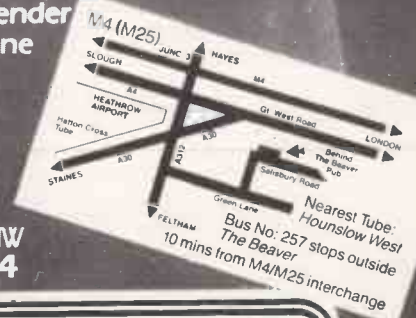 ender
ne
M4 (M25)
JUNC 3
HAYES
SLOUGH
M4
A4
Gt. West Road
HEATHROW
AIRPORT
LONDON
Hatton Cross
Tube
A30
Behind
The Beaver
Pub
A30
A312
Salisbury Road
STAINES
Green Lane
FELTHAM
Nearest Tube:
Hounslow West
Bus No: 257 stops outside
The Beaver
10 mins from M4/M25 interchange
W
4